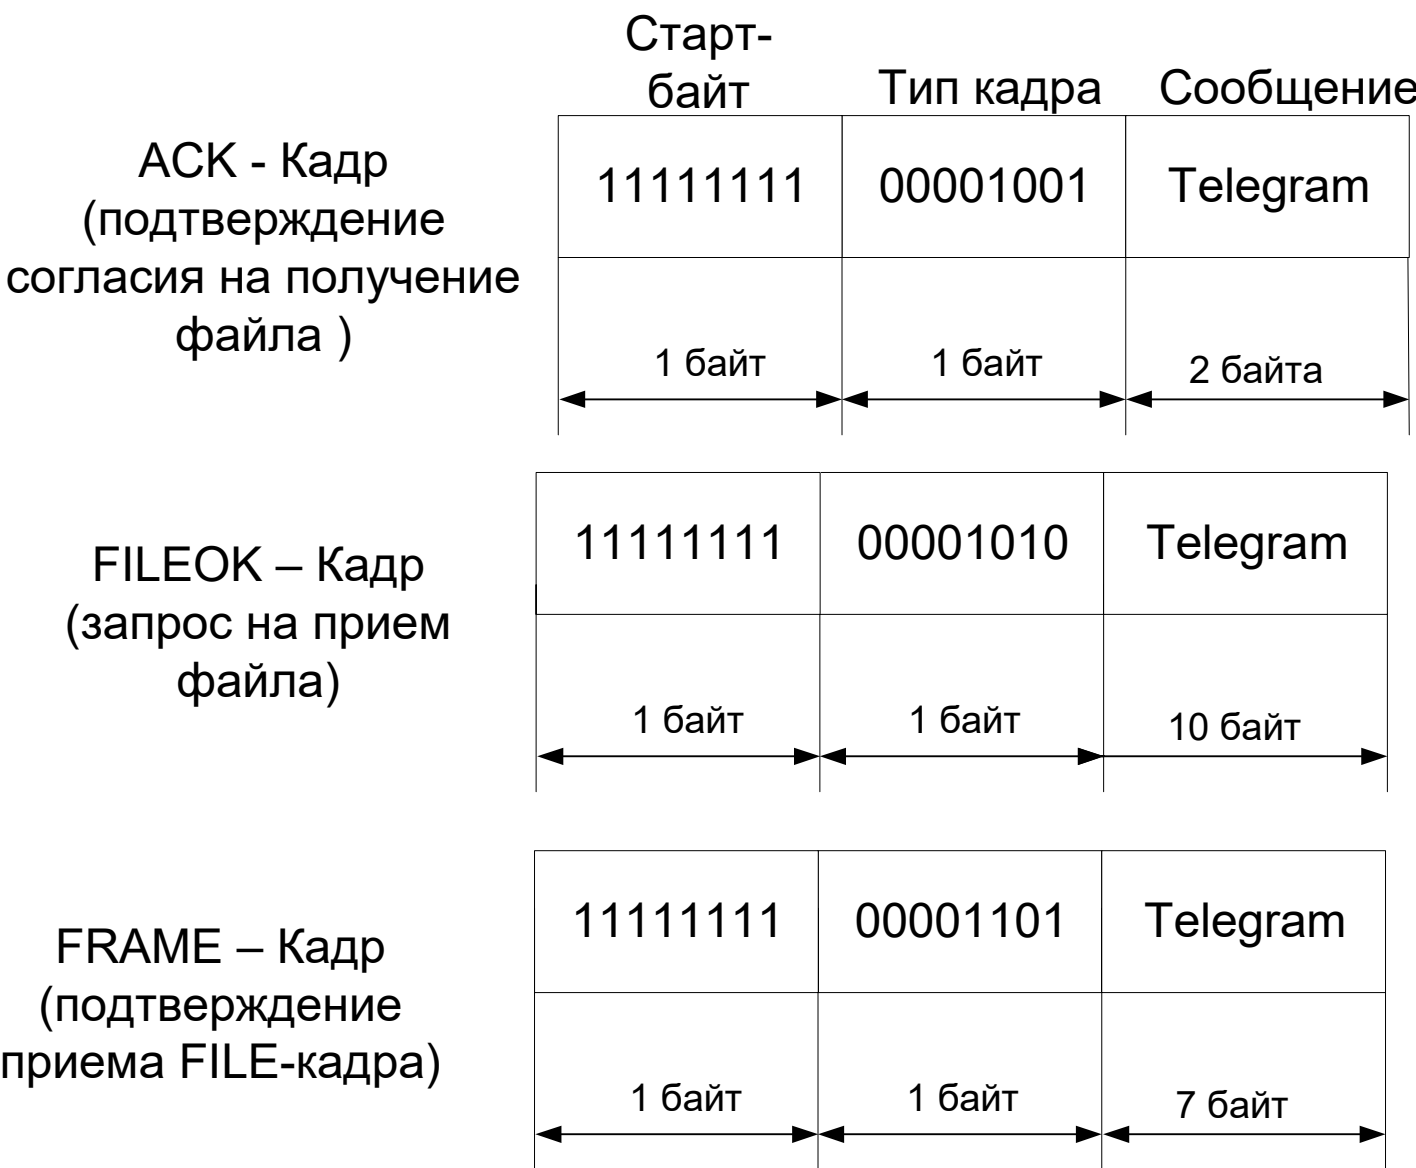 Старт-
байт
Тип кадра
Сообщение
ACK - Кадр
(подтверждение
согласия на получение
файла )
11111111
00001001
Telegram
1 байт
1 байт
2 байта
FILEOK – Кадр
(запрос на прием
файла)
11111111
00001010
Telegram
1 байт
1 байт
10 байт
FRAME – Кадр
(подтверждение
приема FILE-кадра)
11111111
00001101
Telegram
1 байт
1 байт
7 байт